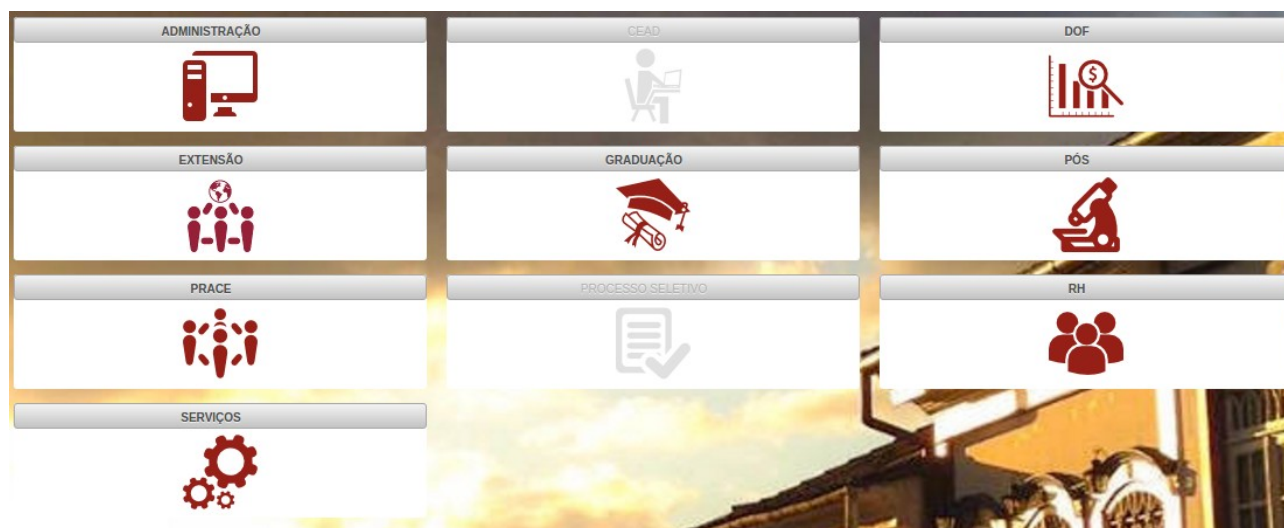 ADMINISTRAÇÃO
CEAD
DOF
EXTENSÃO
GRADUAÇÃO
PÓS
PRACE
PROCESSO SELETIVO
RH
SERVIÇOS